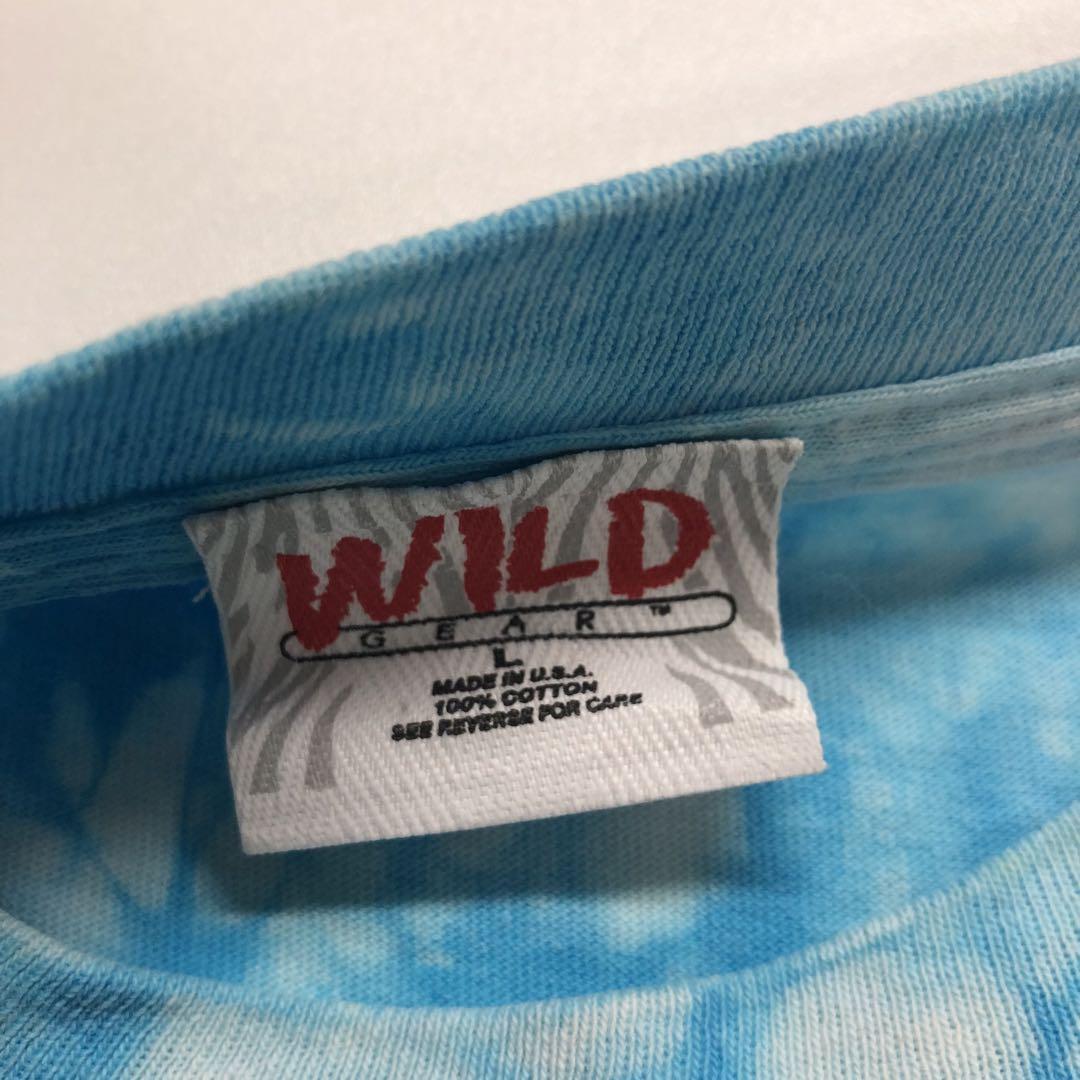 WILD
GEAR™
L
MADE IN U.S.A.
100% COTTON
SEE REVERSE FOR CARE